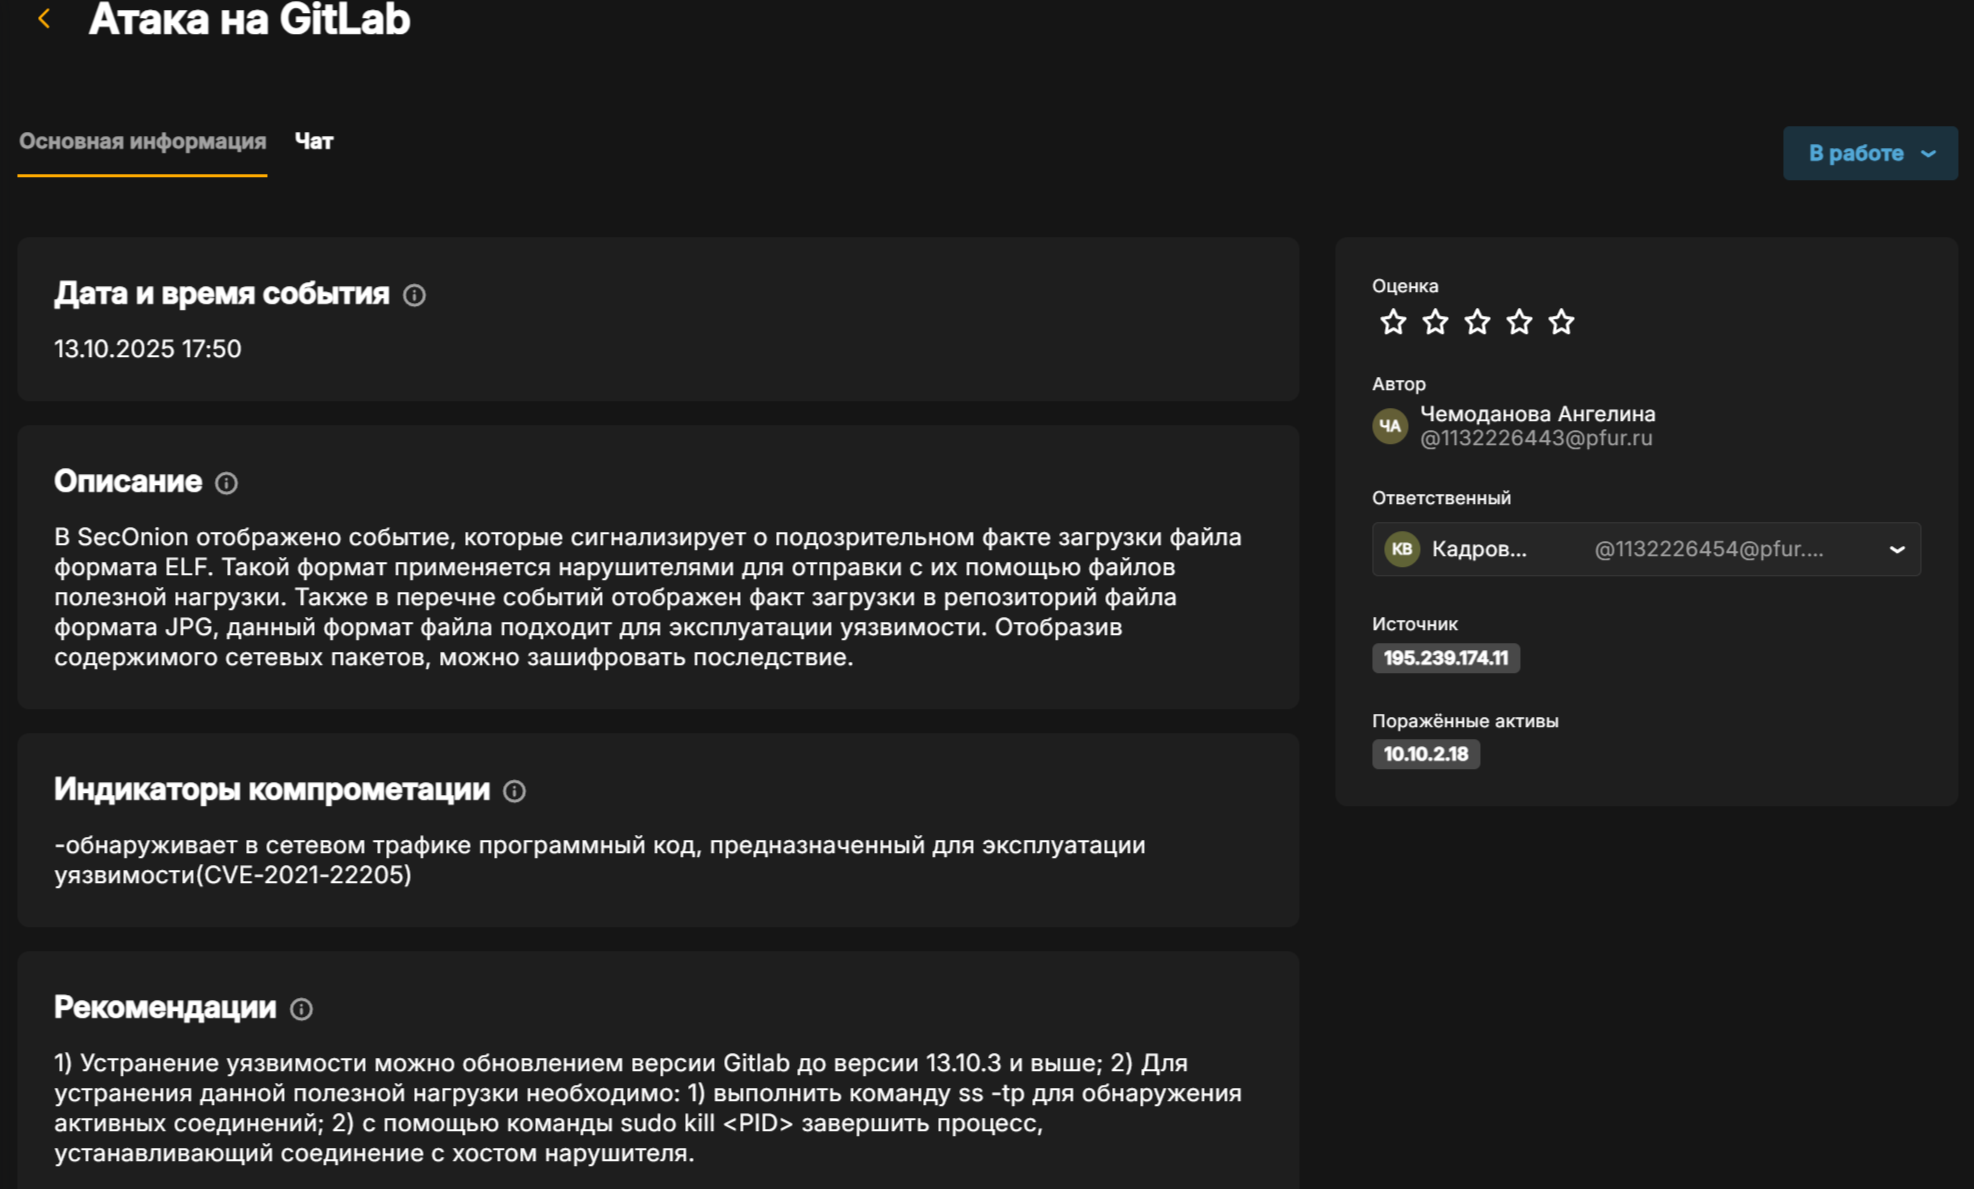 Атака на GitLab
Основная информация
Чат
В работе
Дата и время события
13.10.2025 17:50
Описание
В SecOnion отображено событие, которые сигнализирует о подозрительном факте загрузки файла
формата ELF. Такой формат применяется нарушителями для отправки с их помощью файлов
полезной нагрузки. Также в перечне событий отображен факт загрузки в репозиторий файла
формата JPG, данный формат файла подходит для эксплуатации уязвимости. Отобразив
содержимого сетевых пакетов, можно зашифровать последствие.
Индикаторы компрометации
-обнаруживает в сетевом трафике программный код, предназначенный для эксплуатации
уязвимости(CVE-2021-22205)
Рекомендации
1) Устранение уязвимости можно обновлением версии Gitlab до версии 13.10.3 и выше; 2) Для
устранения данной полезной нагрузки необходимо: 1) выполнить команду ss -tp для обнаружения
активных соединений; 2) с помощью команды sudo kill <PID> завершить процесс,
устанавливающий соединение с хостом нарушителя.
Оценка
Автор
ЧА
Чемоданова Ангелина
@1132226443@pfur.ru
Ответственный
КВ Кадров... @1132226454@pfur....
Источник
195.239.174.11
Поражённые активы
10.10.2.18